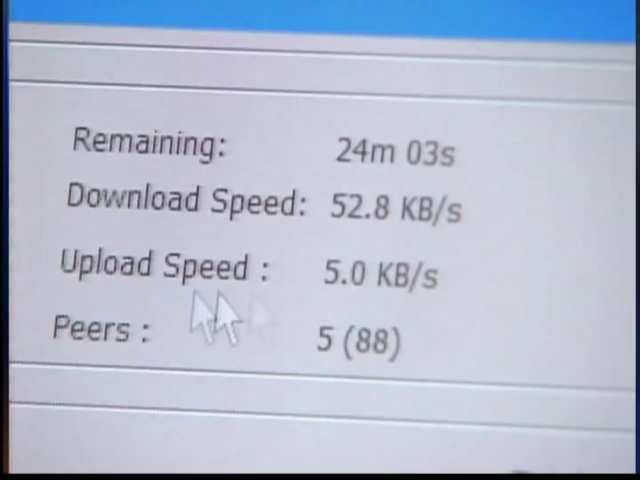 Remaining: 24m 03s
Download Speed: 52.8 KB/s
Upload Speed : 5.0 KB/s
Peers : 5 (88)